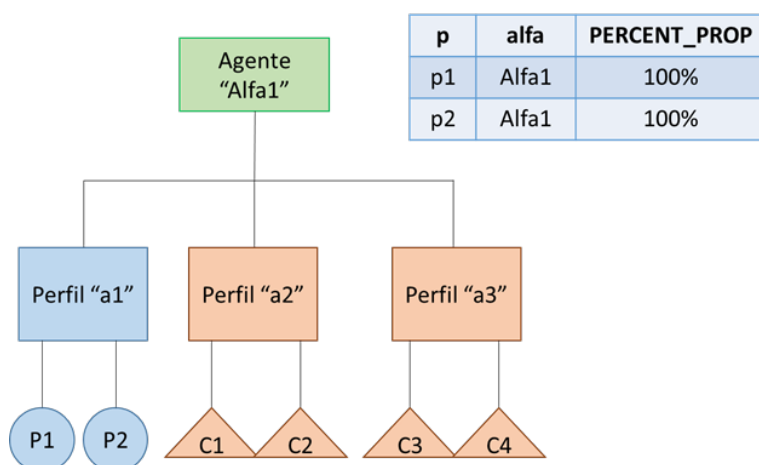 Agente
“Alfa1”
p alfa PERCENT_PROP
p1 Alfa1 100%
p2 Alfa1 100%
Perfil “a1” Perfil “a2” Perfil “a3”
P1 P2 C1 C2 C3 C4